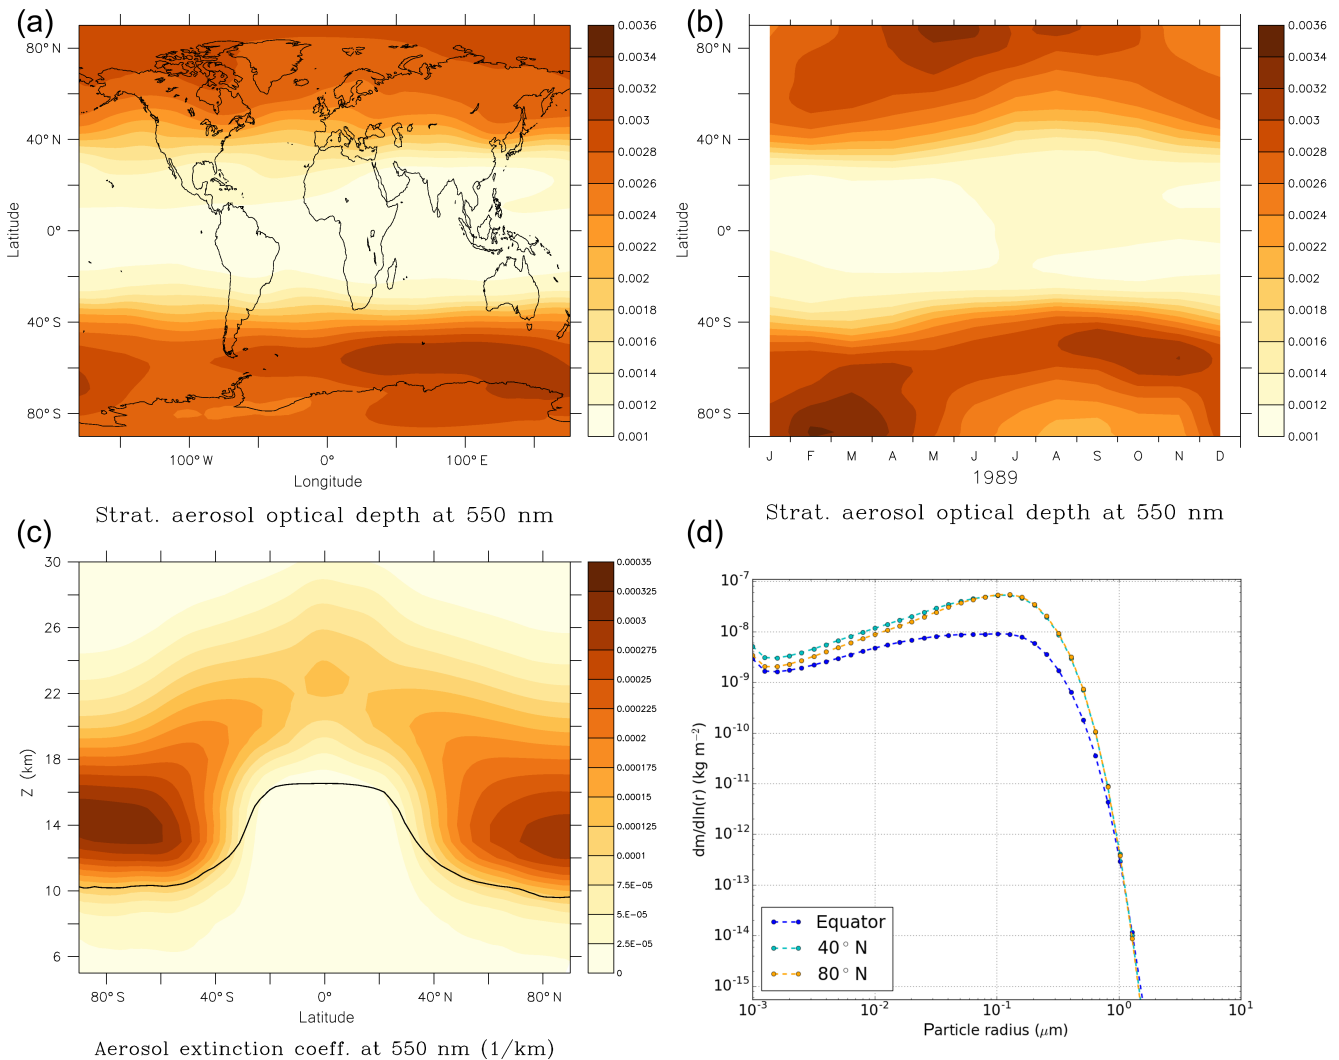 (a)
80° N
40° N
0°
40° S
80° S
Latitude
100° W
0°
100° E
Longitude
0.0036
0.0034
0.0032
0.003
0.0028
0.0026
0.0024
0.0022
0.002
0.0018
0.0016
0.0014
0.0012
0.001
Strat. aerosol optical depth at 550 nm
(b)
80° N
40° N
0°
40° S
80° S
Latitude
J F M A M J J A S O N D
1989
0.0036
0.0034
0.0032
0.003
0.0028
0.0026
0.0024
0.0022
0.002
0.0018
0.0016
0.0014
0.0012
0.001
Strat. aerosol optical depth at 550 nm
(c)
30
26
22
18
14
10
6
Z (km)
80° S
40° S
0°
40° N
80° N
Latitude
0.00035
0.000325
0.0003
0.000275
0.00025
0.000225
0.0002
0.000175
0.00015
0.000125
0.0001
7.5E-05
5.E-05
2.5E-05
0
Aerosol extinction coeff. at 550 nm (1/km)
(d)
10⁻⁷
10⁻⁸
10⁻⁹
10⁻¹⁰
10⁻¹¹
10⁻¹²
10⁻¹³
10⁻¹⁴
10⁻¹⁵
dm/dln(r) (kg m⁻²)
Equator
40° N
80° N
10⁻³
10⁻²
10⁻¹
10⁰
10¹
Particle radius (μm)